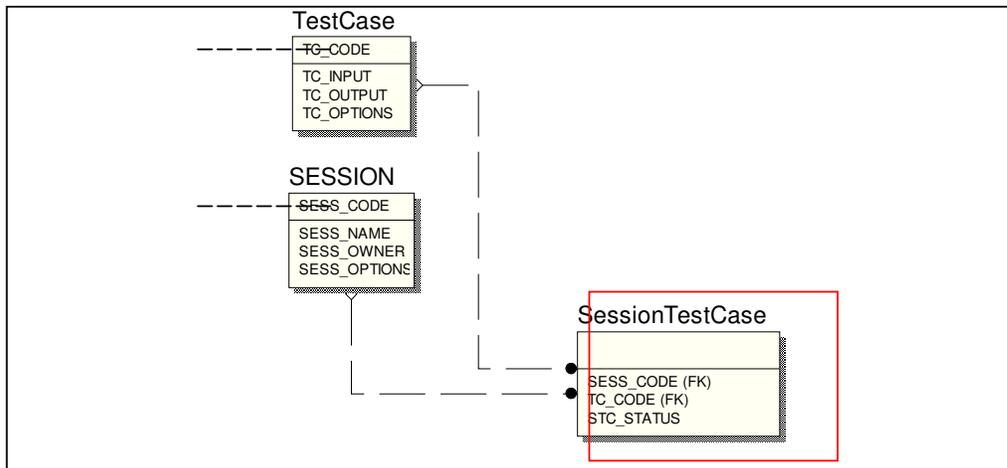 TestCase
TC_CODE
TC_INPUT
TC_OUTPUT
TC_OPTIONS
SESSION
SESS_CODE
SESS_NAME
SESS_OWNER
SESS_OPTIONS
SessionTestCase
SESS_CODE (FK)
TC_CODE (FK)
STC_STATUS